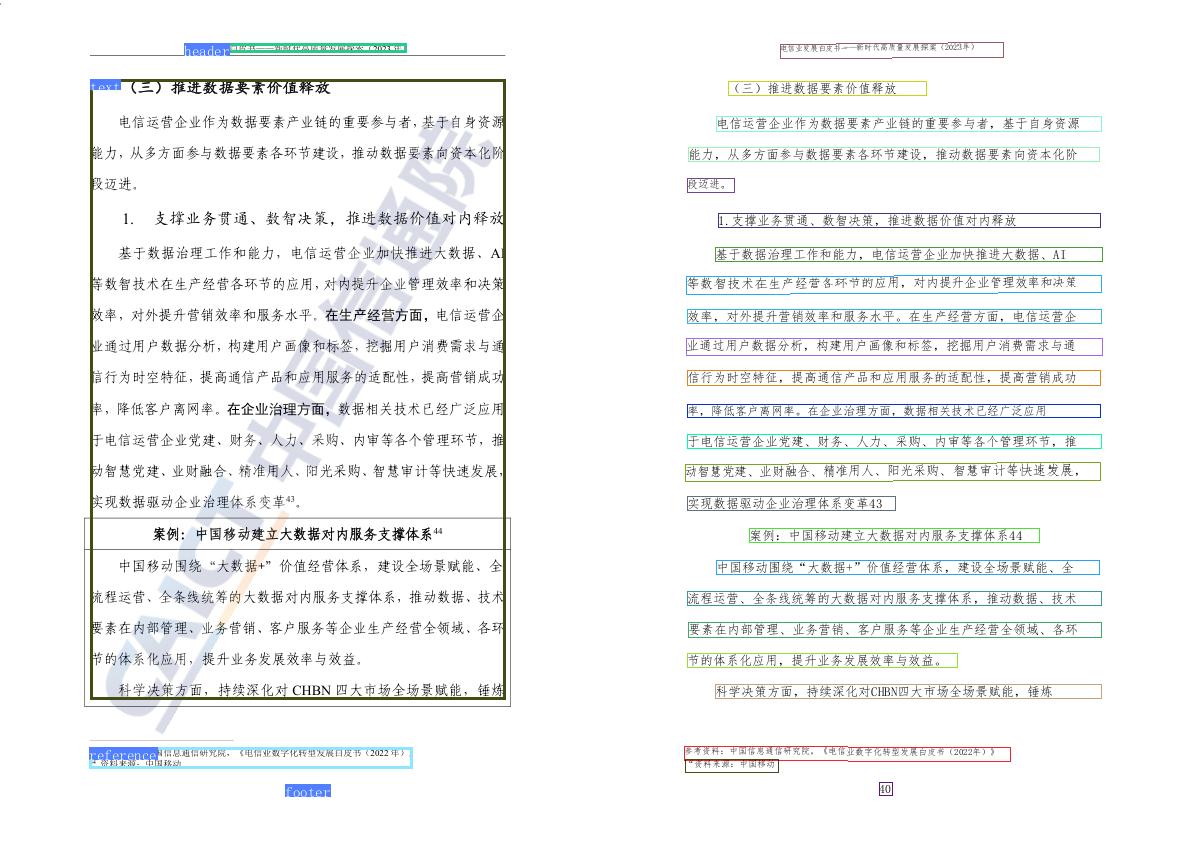 header
text
（三）推进数据要素价值释放
电信运营企业作为数据要素产业链的重要参与者，基于自身资源
能力，从多方面参与数据要素各环节建设，推动数据要素向资本化阶
段迈进。
1. 支撑业务贯通、数智决策，推进数据价值对内释放
基于数据治理工作和能力，电信运营企业加快推进大数据、AI
等数智技术在生产经营各环节的应用，对内提升企业管理效率和决策
效率，对外提升营销效率和服务水平。在生产经营方面，电信运营企
业通过用户数据分析，构建用户画像和标签，挖掘用户消费需求与通
信行为时空特征，提高通信产品和应用服务的适配性，提高营销成功
率，降低客户离网率。在企业治理方面，数据相关技术已经广泛应用
于电信运营企业党建、财务、人力、采购、内审等各个管理环节，推
动智慧党建、业财融合、精准用人、阳光采购、智慧审计等快速发展，
实现数据驱动企业治理体系变革43。
案例：中国移动建立大数据对内服务支撑体系44
中国移动围绕“大数据+”价值经营体系，建设全场景赋能、全
流程运营、全条线统筹的大数据对内服务支撑体系，推动数据、技术
要素在内部管理、业务营销、客户服务等企业生产经营全领域、各环
节的体系化应用，提升业务发展效率与效益。
科学决策方面，持续深化对 CHBN 四大市场全场景赋能，锤炼
reference
国信息通信研究院，《电信业数字化转型发展白皮书（2022 年）
资料来源：中国移动
footer
CAICT 中国信通院
电信业发展白皮书——新时代高质量发展探索（2023年）
（三）推进数据要素价值释放
电信运营企业作为数据要素产业链的重要参与者，基于自身资源
能力，从多方面参与数据要素各环节建设，推动数据要素向资本化阶
段迈进。
1.支撑业务贯通、数智决策，推进数据价值对内释放
基于数据治理工作和能力，电信运营企业加快推进大数据、AI
等数智技术在生产经营各环节的应用，对内提升企业管理效率和决策
效率，对外提升营销效率和服务水平。在生产经营方面，电信运营企
业通过用户数据分析，构建用户画像和标签，挖掘用户消费需求与通
信行为时空特征，提高通信产品和应用服务的适配性，提高营销成功
率，降低客户离网率。在企业治理方面，数据相关技术已经广泛应用
于电信运营企业党建、财务、人力、采购、内审等各个管理环节，推
动智慧党建、业财融合、精准用人、阳光采购、智慧审计等快速发展，
实现数据驱动企业治理体系变革43
案例：中国移动建立大数据对内服务支撑体系44
中国移动围绕“大数据+”价值经营体系，建设全场景赋能、全
流程运营、全条线统筹的大数据对内服务支撑体系，推动数据、技术
要素在内部管理、业务营销、客户服务等企业生产经营全领域、各环
节的体系化应用，提升业务发展效率与效益。
科学决策方面，持续深化对CHBN四大市场全场景赋能，锤炼
参考资料：中国信息通信研究院，《电信业数字化转型发展白皮书（2022年）》
“资料来源：中国移动
40